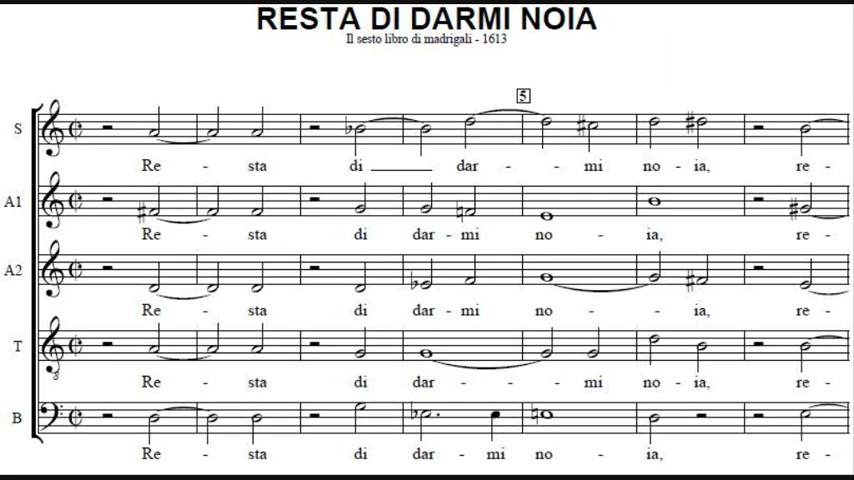 RESTA DI DARMI NOIA
Il sesto libro di madrigali - 1613
5
S
Re - sta di dar - - mi no - ia, re -
A1
Re - sta di dar - mi no - ia, re -
A2
Re - sta di dar - mi no - - ia, re -
T
8
Re - sta di dar - - mi no - ia, re -
B
Re - sta di dar - mi no - ia, re -